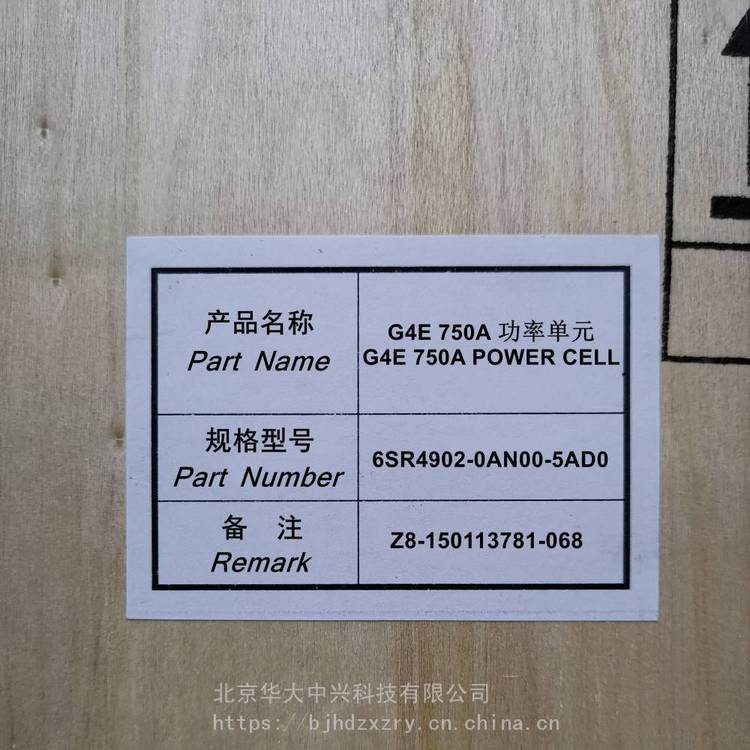 产品名称
Part Name
G4E 750A 功率单元
G4E 750A POWER CELL
规格型号
Part Number
6SR4902-0AN00-5AD0
备 注
Remark
Z8-150113781-068
北京华大中兴科技有限公司
https://bjhdzxzry.cn.china.cn